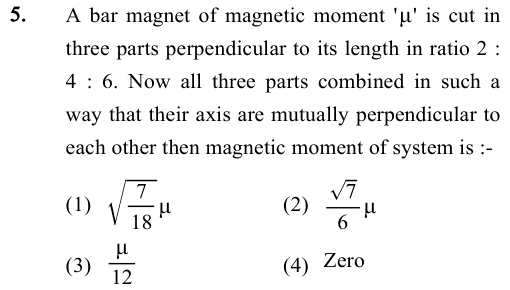 5. A bar magnet of magnetic moment 'μ' is cut in
three parts perpendicular to its length in ratio 2 :
4 : 6. Now all three parts combined in such a
way that their axis are mutually perpendicular to
each other then magnetic moment of system is :-
(1) √(7/18) μ (2) √7/6 μ
(3) μ/12 (4) Zero